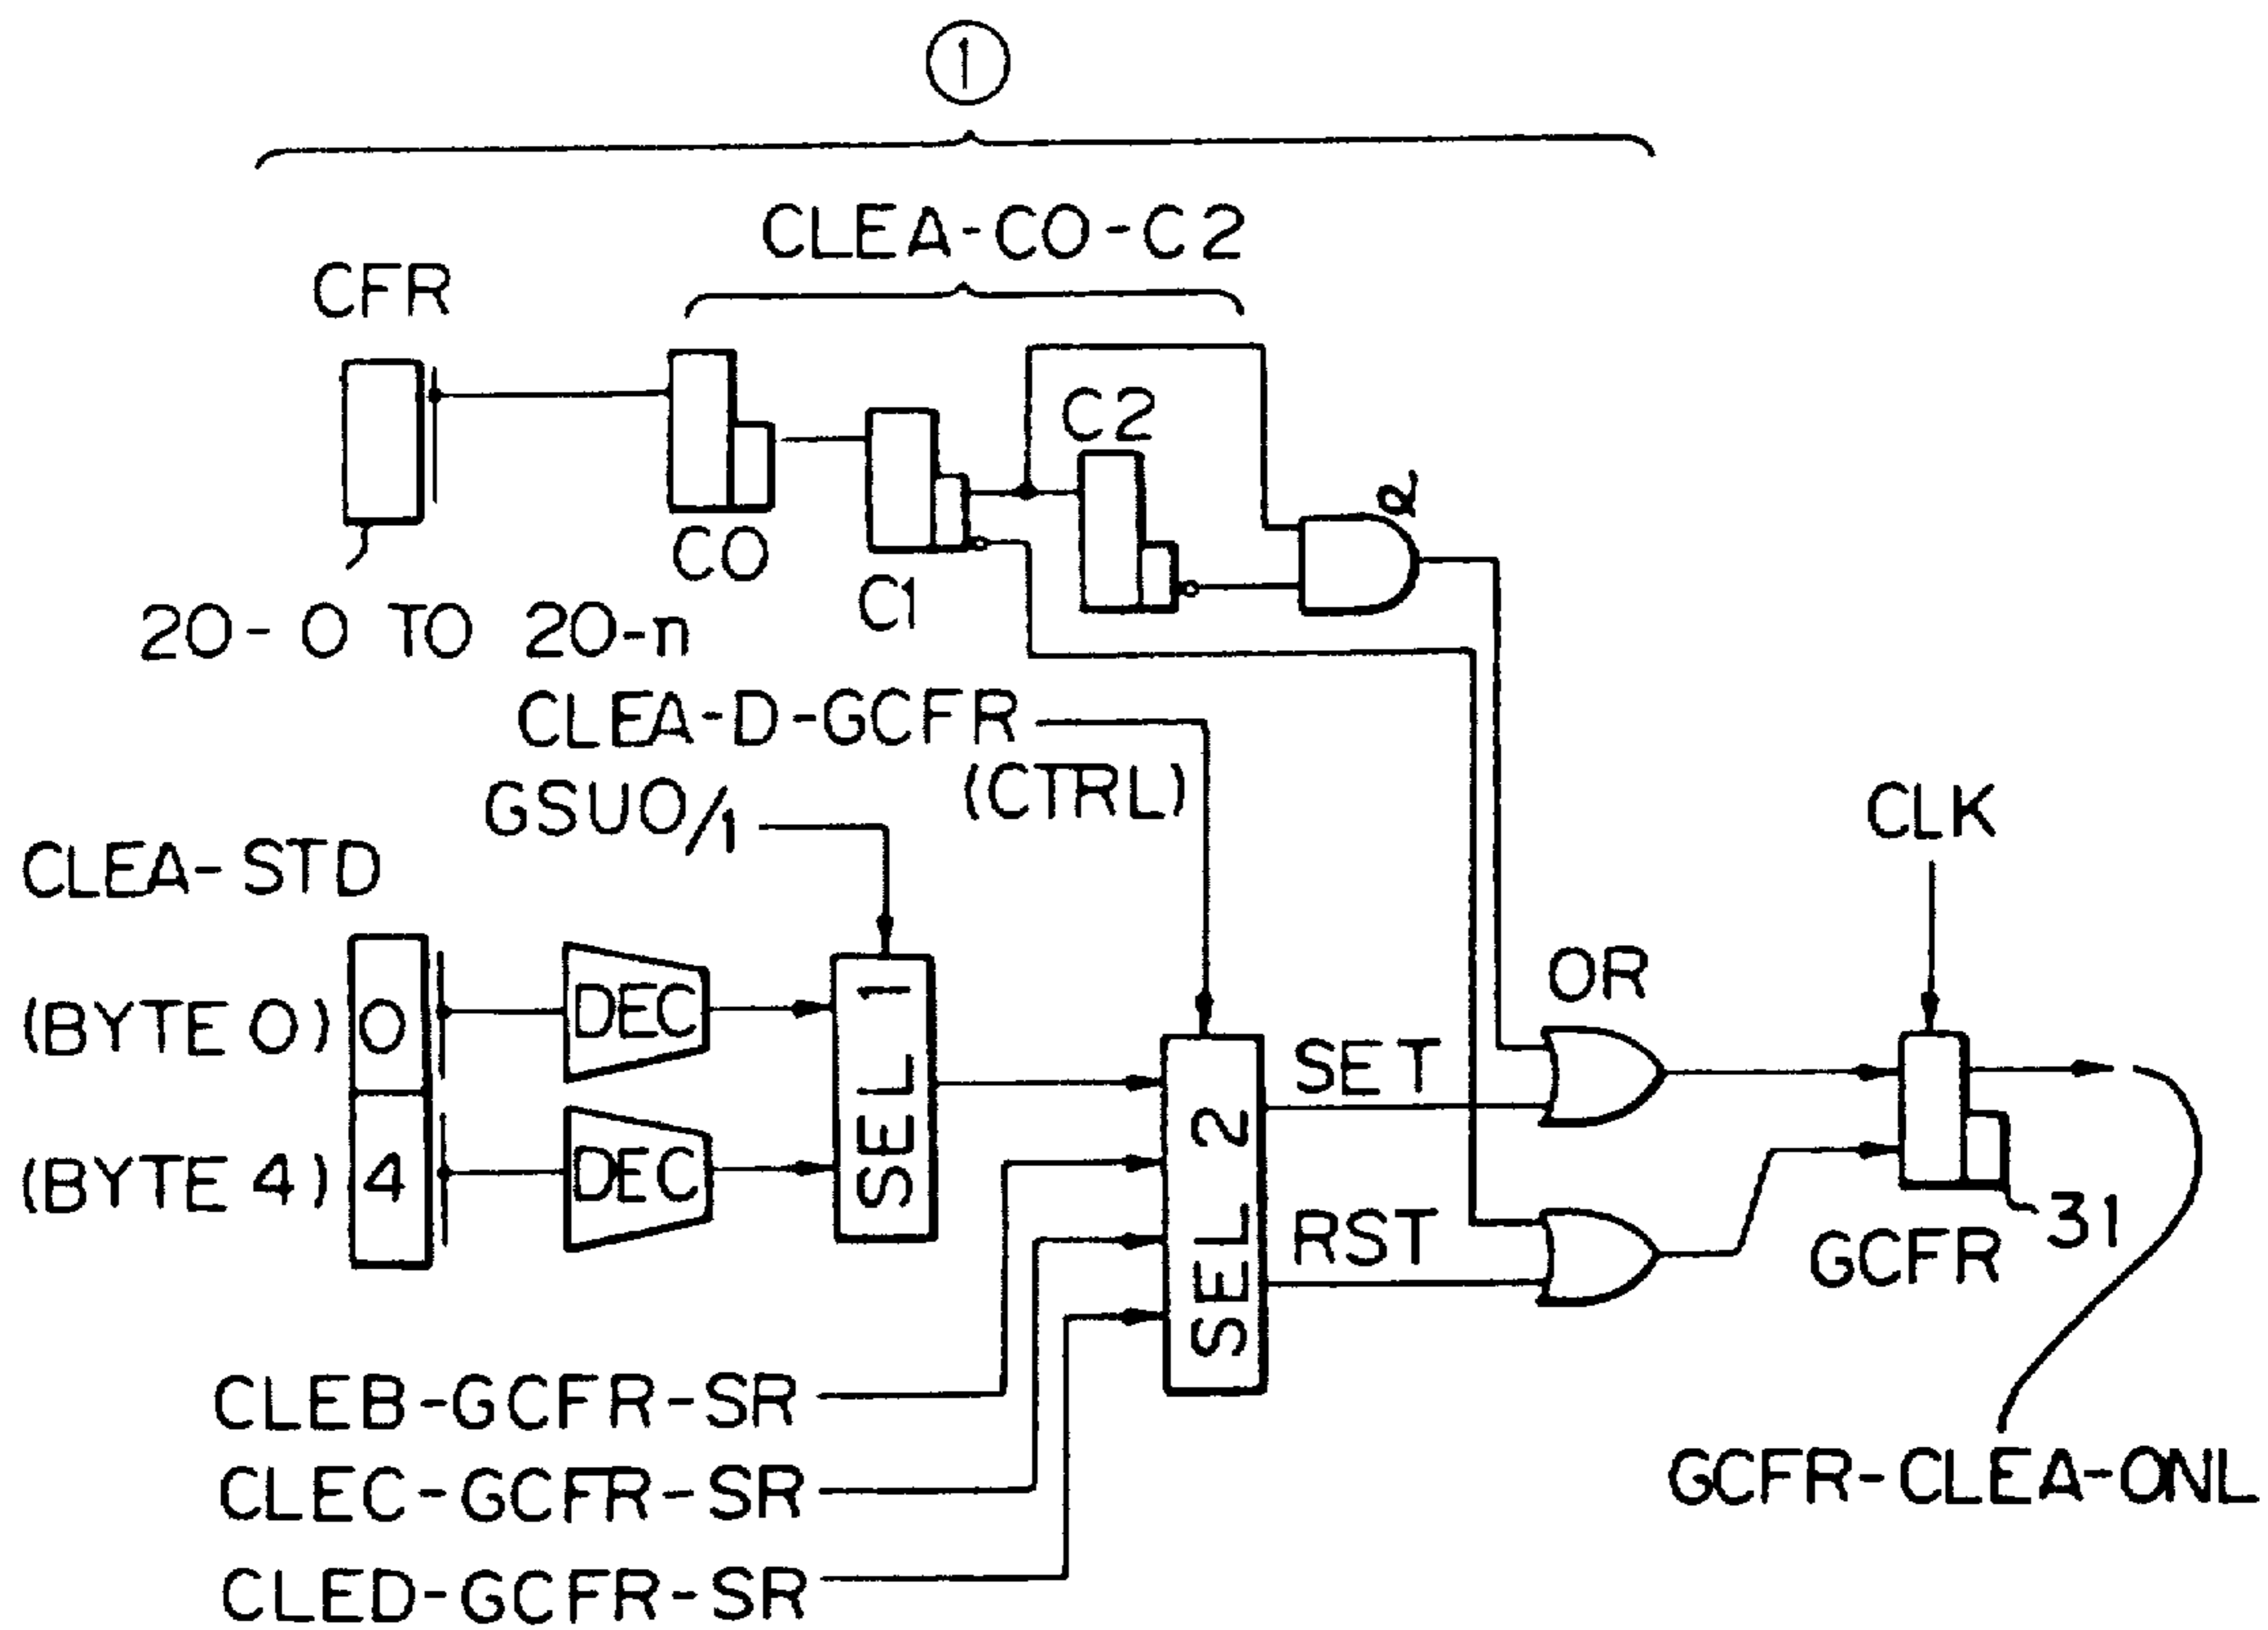 1
CLEA-CO-C2
CFR
C2
CO
C1
a
20-0 TO 20-n
CLEA-D-GCFR
(CTRL)
GSU0/1
CLK
CLEA-STD
OR
(BYTE 0) 0
DEC
SEL 1
SET
(BYTE 4) 4
DEC
SEL 2
RST
31
GCFR
CLEB-GCFR-SR
CLEC-GCFR-SR
CLED-GCFR-SR
GCFR-CLEA-ONL